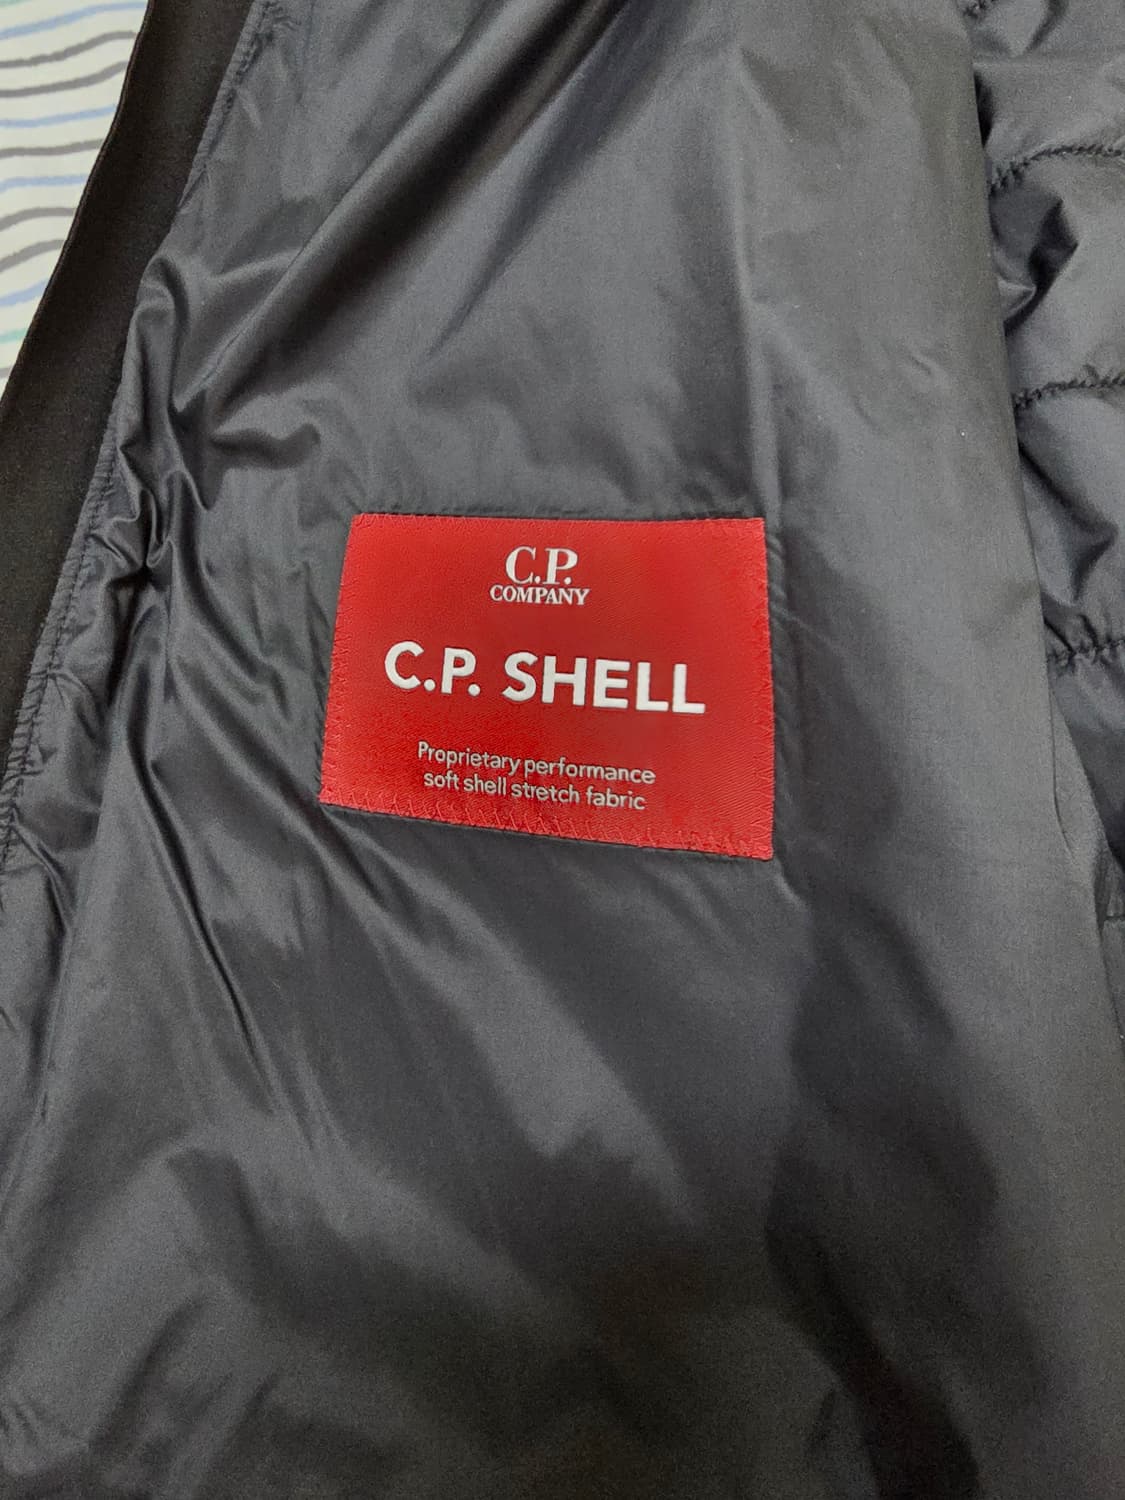 C.P.
COMPANY
C.P. SHELL
Proprietary performance
soft shell stretch fabric